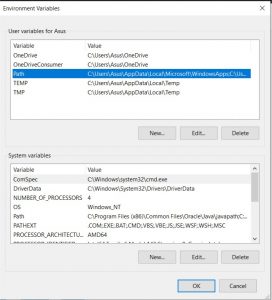 Environment Variables
User variables for Asus
Variable Value
OneDrive C:\Users\Asus\OneDrive
OneDriveConsumer C:\Users\Asus\OneDrive
Path C:\Users\Asus\AppData\Local\Microsoft\WindowsApps;C:\Us...
TEMP C:\Users\Asus\AppData\Local\Temp
TMP C:\Users\Asus\AppData\Local\Temp
New... Edit... Delete
System variables
Variable Value
ComSpec C:\Windows\system32\cmd.exe
DriverData C:\Windows\System32\Drivers\DriverData
NUMBER_OF_PROCESSORS 4
OS Windows_NT
Path C:\Program Files (x86)\Common Files\Oracle\Java\javapath;C...
PATHEXT .COM;.EXE;.BAT;.CMD;.VBS;.VBE;.JS;.JSE;.WSF;.WSH;.MSC
PROCESSOR_ARCHITECTU... AMD64
New... Edit... Delete
OK Cancel